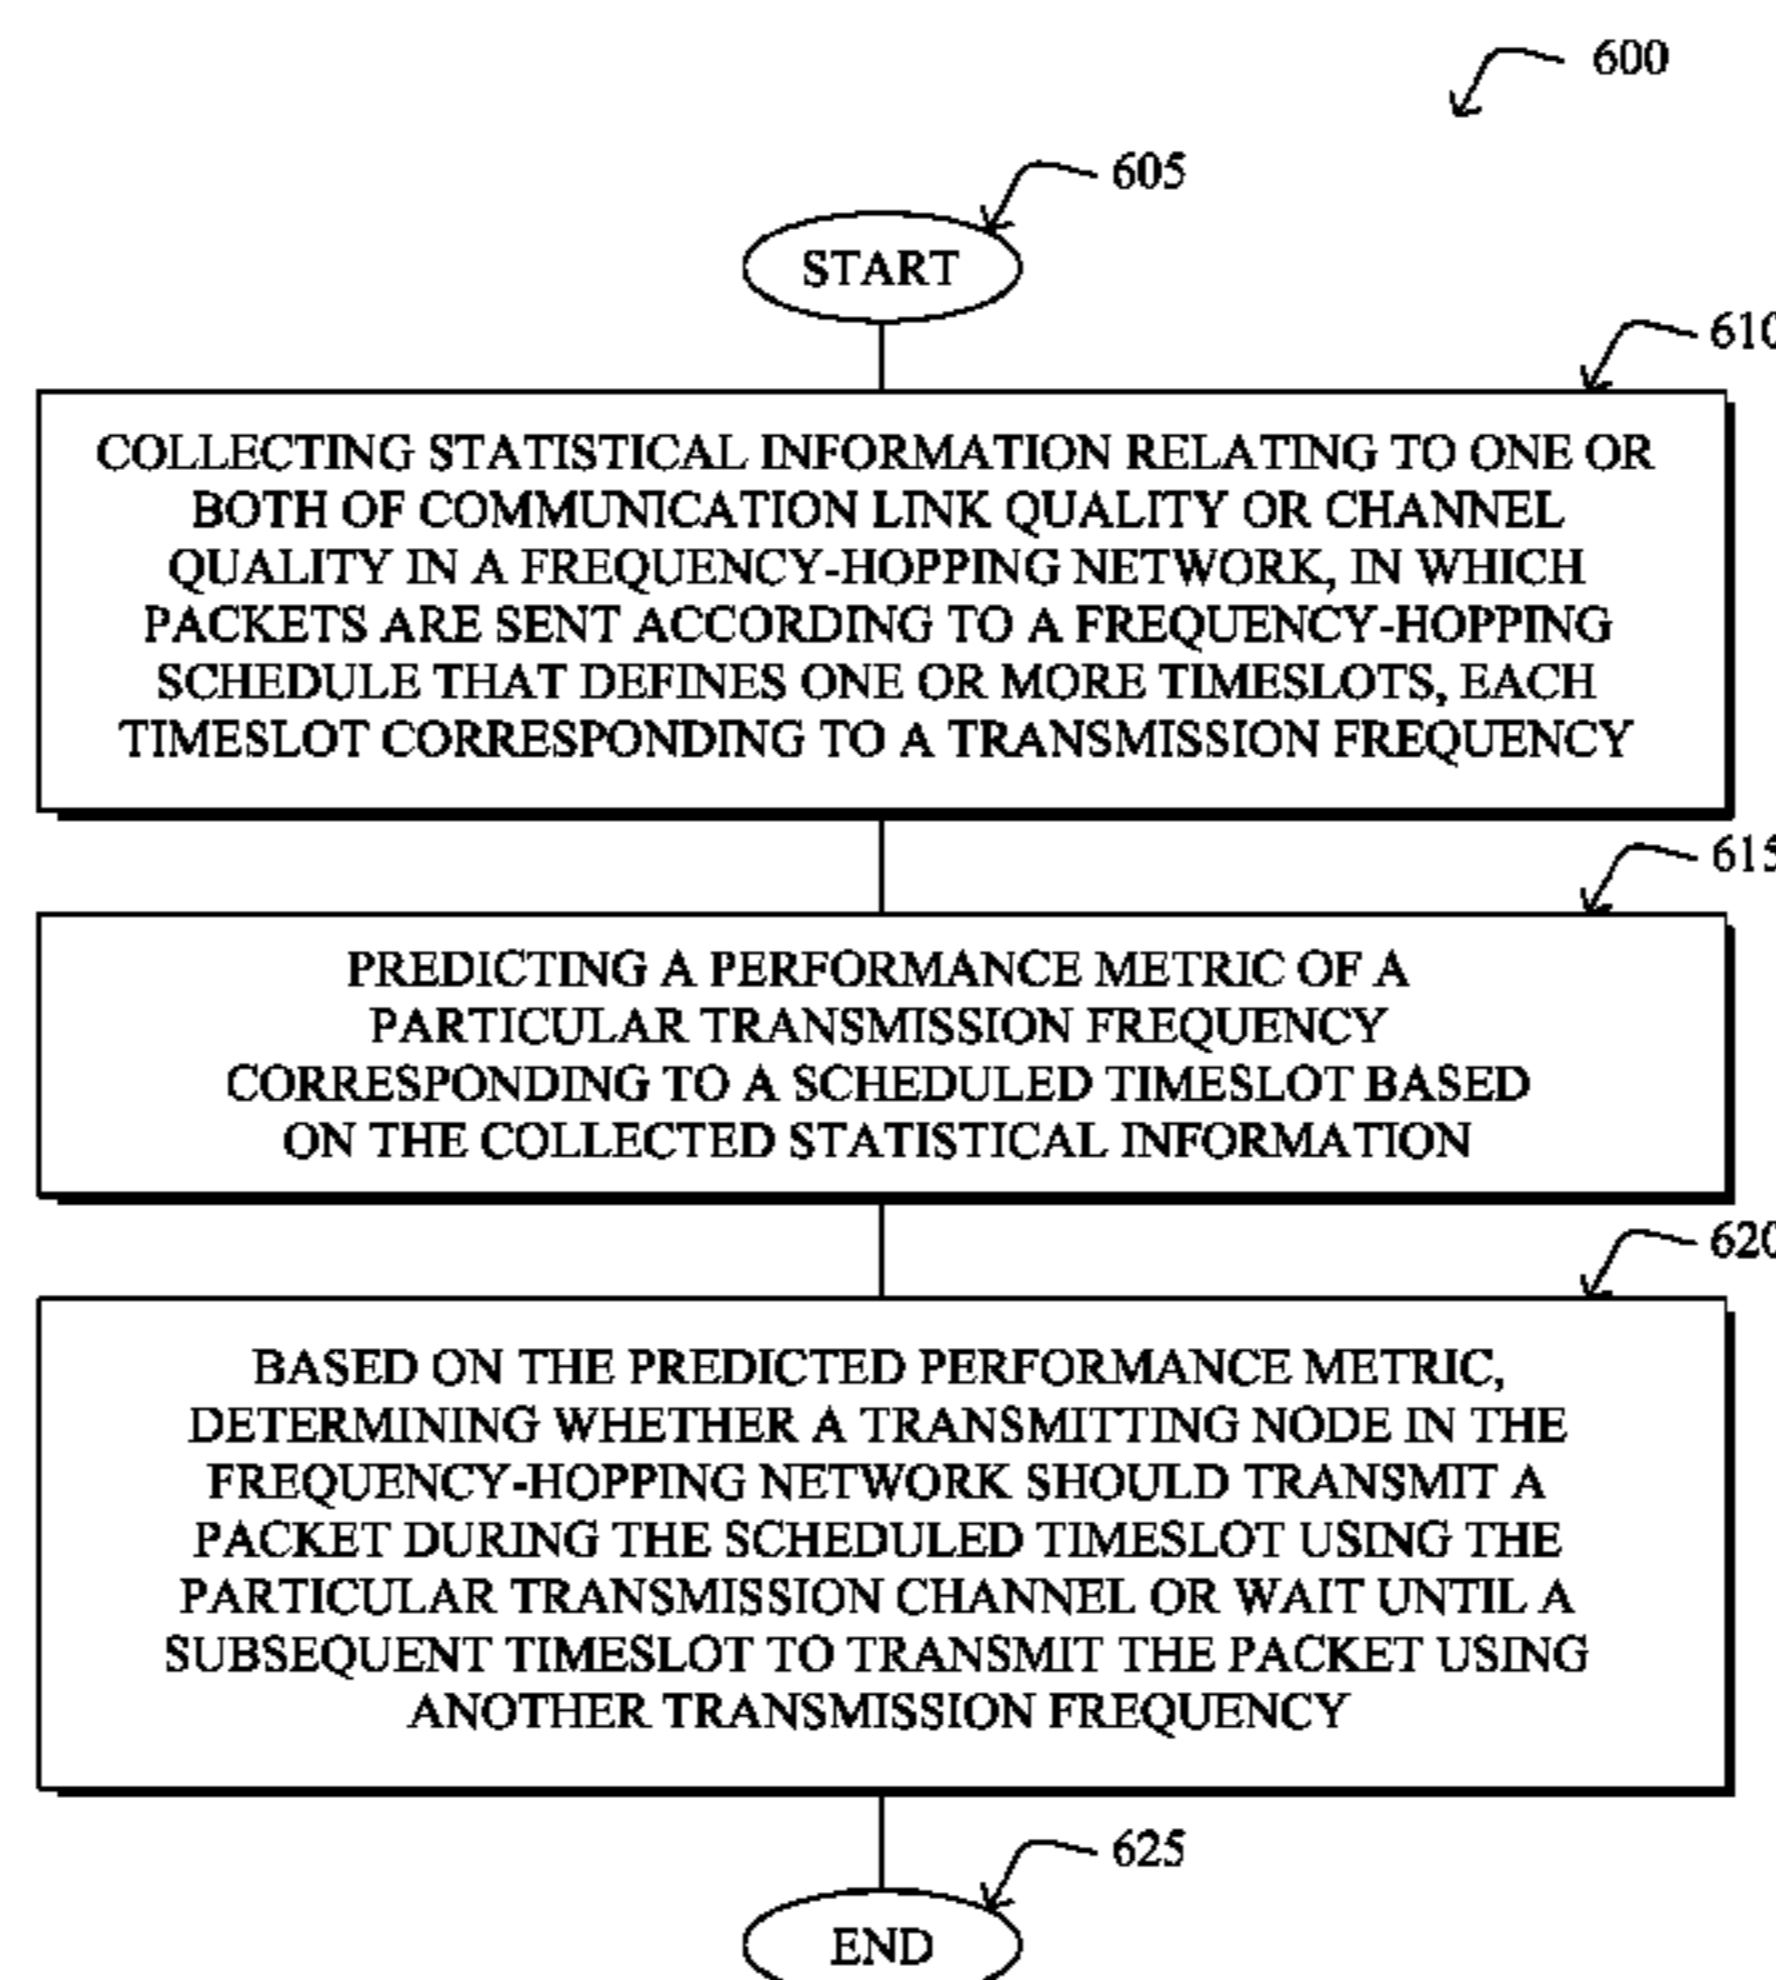 600
605
START
610
COLLECTING STATISTICAL INFORMATION RELATING TO ONE OR
BOTH OF COMMUNICATION LINK QUALITY OR CHANNEL
QUALITY IN A FREQUENCY-HOPPING NETWORK, IN WHICH
PACKETS ARE SENT ACCORDING TO A FREQUENCY-HOPPING
SCHEDULE THAT DEFINES ONE OR MORE TIMESLOTS, EACH
TIMESLOT CORRESPONDING TO A TRANSMISSION FREQUENCY
615
PREDICTING A PERFORMANCE METRIC OF A
PARTICULAR TRANSMISSION FREQUENCY
CORRESPONDING TO A SCHEDULED TIMESLOT BASED
ON THE COLLECTED STATISTICAL INFORMATION
620
BASED ON THE PREDICTED PERFORMANCE METRIC,
DETERMINING WHETHER A TRANSMITTING NODE IN THE
FREQUENCY-HOPPING NETWORK SHOULD TRANSMIT A
PACKET DURING THE SCHEDULED TIMESLOT USING THE
PARTICULAR TRANSMISSION CHANNEL OR WAIT UNTIL A
SUBSEQUENT TIMESLOT TO TRANSMIT THE PACKET USING
ANOTHER TRANSMISSION FREQUENCY
625
END